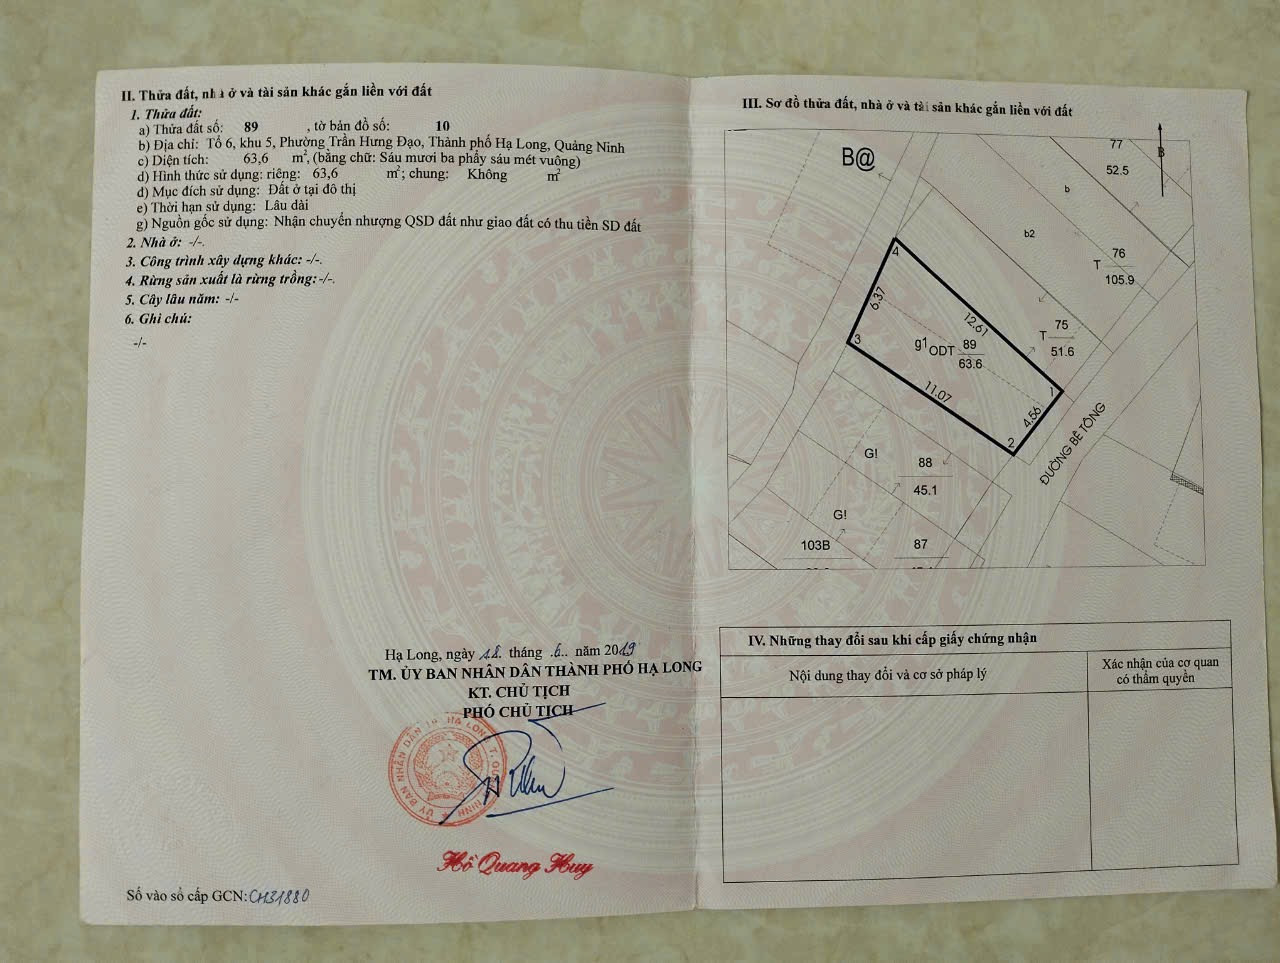 II. Thửa đất, nhà ở và tài sản khác gắn liền với đất
1. Thửa đất:
a) Thửa đất số: 89 , tờ bản đồ số: 10
b) Địa chỉ: Tổ 6, khu 5, Phường Trần Hưng Đạo, Thành phố Hạ Long, Quảng Ninh
c) Diện tích: 63,6 m², (bằng chữ: Sáu mươi ba phẩy sáu mét vuông)
d) Hình thức sử dụng: riêng: 63,6 m²; chung: Không m²
đ) Mục đích sử dụng: Đất ở tại đô thị
e) Thời hạn sử dụng: Lâu dài
g) Nguồn gốc sử dụng: Nhận chuyển nhượng QSD đất như giao đất có thu tiền SD đất
2. Nhà ở: -/-.
3. Công trình xây dựng khác: -/-.
4. Rừng sản xuất là rừng trồng: -/-.
5. Cây lâu năm: -/-
6. Ghi chú:
-/-
Hạ Long, ngày 18 tháng 6 năm 2019
TM. ỦY BAN NHÂN DÂN THÀNH PHỐ HẠ LONG
KT. CHỦ TỊCH
PHÓ CHỦ TỊCH
Hồ Quang Huy
Số vào sổ cấp GCN: CH31880
III. Sơ đồ thửa đất, nhà ở và tài sản khác gắn liền với đất
B@
B
77
52.5
b
b2
76
T
105.9
4
6.37
12.61
75
T
51.6
3
g1 ODT 89
63.6
11.07
1
4.56
2
ĐƯỜNG BÊ TÔNG
G!
88
45.1
G!
103B
87
IV. Những thay đổi sau khi cấp giấy chứng nhận
Nội dung thay đổi và cơ sở pháp lý
Xác nhận của cơ quan
có thẩm quyền